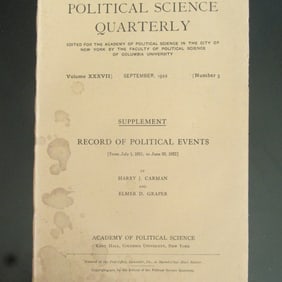 POLITICAL SCIENCE
QUARTERLY
EDITED FOR THE ACADEMY OF POLITICAL SCIENCE IN THE CITY OF
NEW YORK BY THE FACULTY OF POLITICAL SCIENCE
OF COLUMBIA UNIVERSITY
Volume XXXVII] SEPTEMBER, 1922 [Number 3
SUPPLEMENT
RECORD OF POLITICAL EVENTS
[From July 1, 1921, to June 30, 1922]
BY
HARRY J. CARMAN
AND
ELMER D. GRAPER
ACADEMY OF POLITICAL SCIENCE
Kent Hall, Columbia University, New York